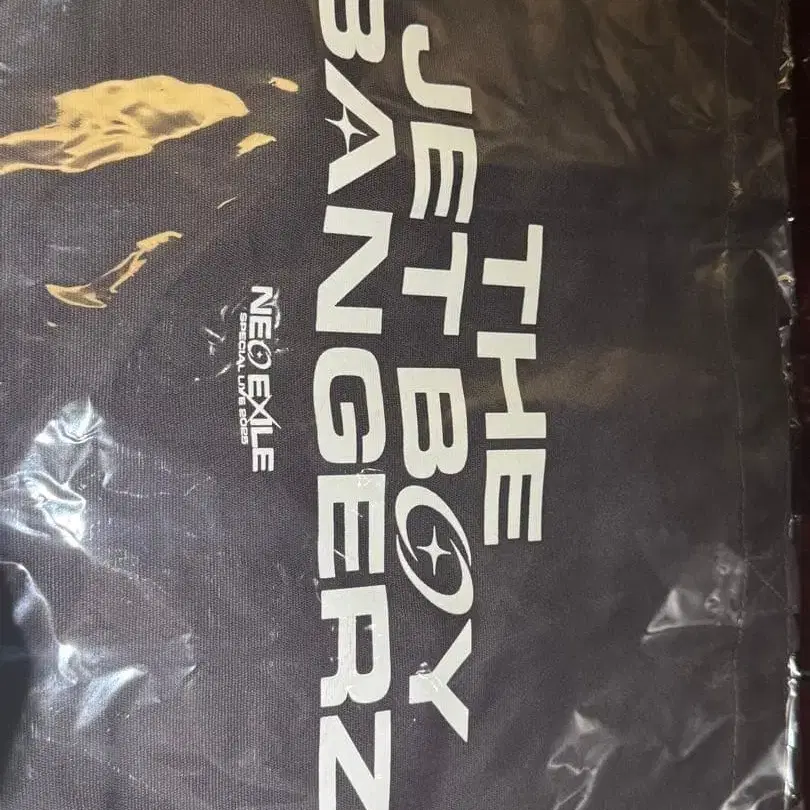 THE
JET BOY
BANGERZ
NEO EXILE
SPECIAL LIVE 2025